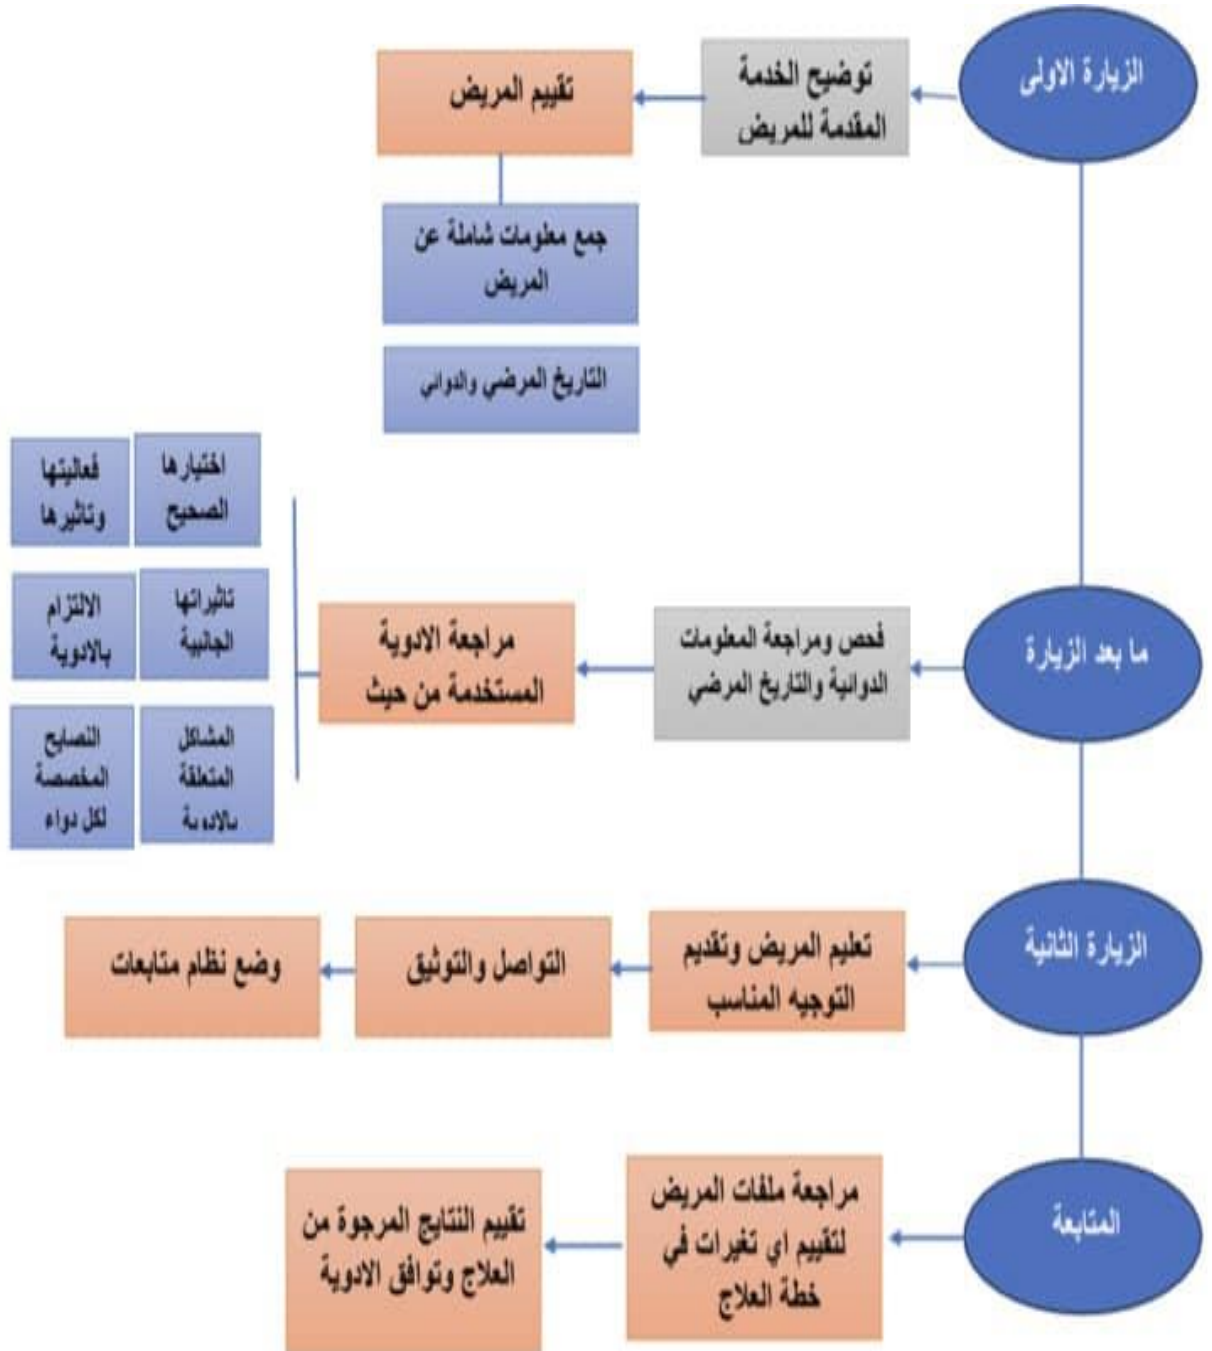 الزيارة الاولى
توضيح الخدمة
المقدمة للمريض
تقييم المريض
جمع معلومات شاملة عن
المريض
التاريخ المرضي والدوائي
ما بعد الزيارة
فحص ومراجعة المعلومات
الدوائية والتاريخ المرضي
مراجعة الادوية
المستخدمة من حيث
اختيارها
الصحيح
فعاليتها
وتاثيرها
تاثيراتها
الجانبية
الالتزام
بالادوية
المشاكل
المتعلقة
بالادوية
النصايح
المخصصة
لكل دواء
الزيارة الثانية
تعليم المريض وتقديم
التوجيه المناسب
التواصل والتوثيق
وضع نظام متابعات
المتابعة
مراجعة ملفات المريض
لتقييم اي تغيرات في
خطة العلاج
تقييم النتايج المرجوة من
العلاج وتوافق الادوية